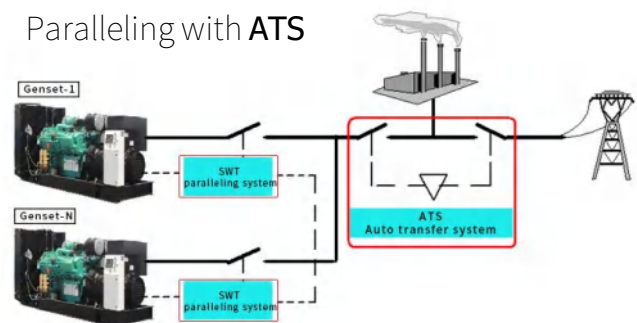 Paralleling with ATS
Genset-1
SWT
paralleling system
ATS
Auto transfer system
Genset-N
SWT
paralleling system